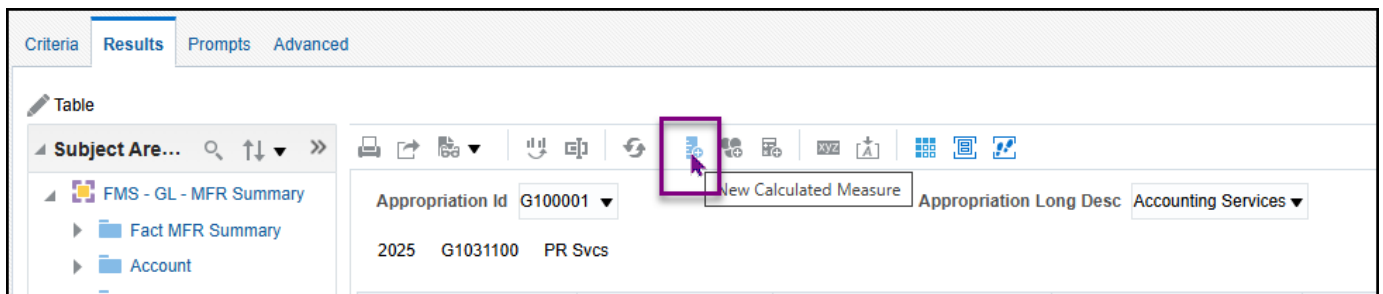 Criteria Results Prompts Advanced
Table
Subject Are...
xyz
A
New Calculated Measure
FMS - GL - MFR Summary
Appropriation Id G100001
Appropriation Long Desc Accounting Services
Fact MFR Summary
2025 G1031100 PR Svcs
Account